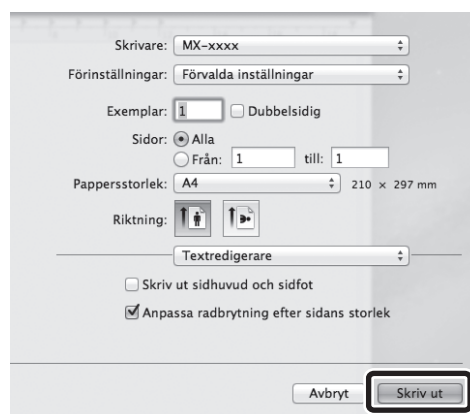 Skrivare: MX-xxxx
Förinställningar: Förvalda inställningar
Exemplar: 1 Dubbelsidig
Sidor: Alla
Från: 1 till: 1
Pappersstorlek: A4 210 × 297 mm
Riktning:
Textredigerare
Skriv ut sidhuvud och sidfot
Anpassa radbrytning efter sidans storlek
Avbryt Skriv ut